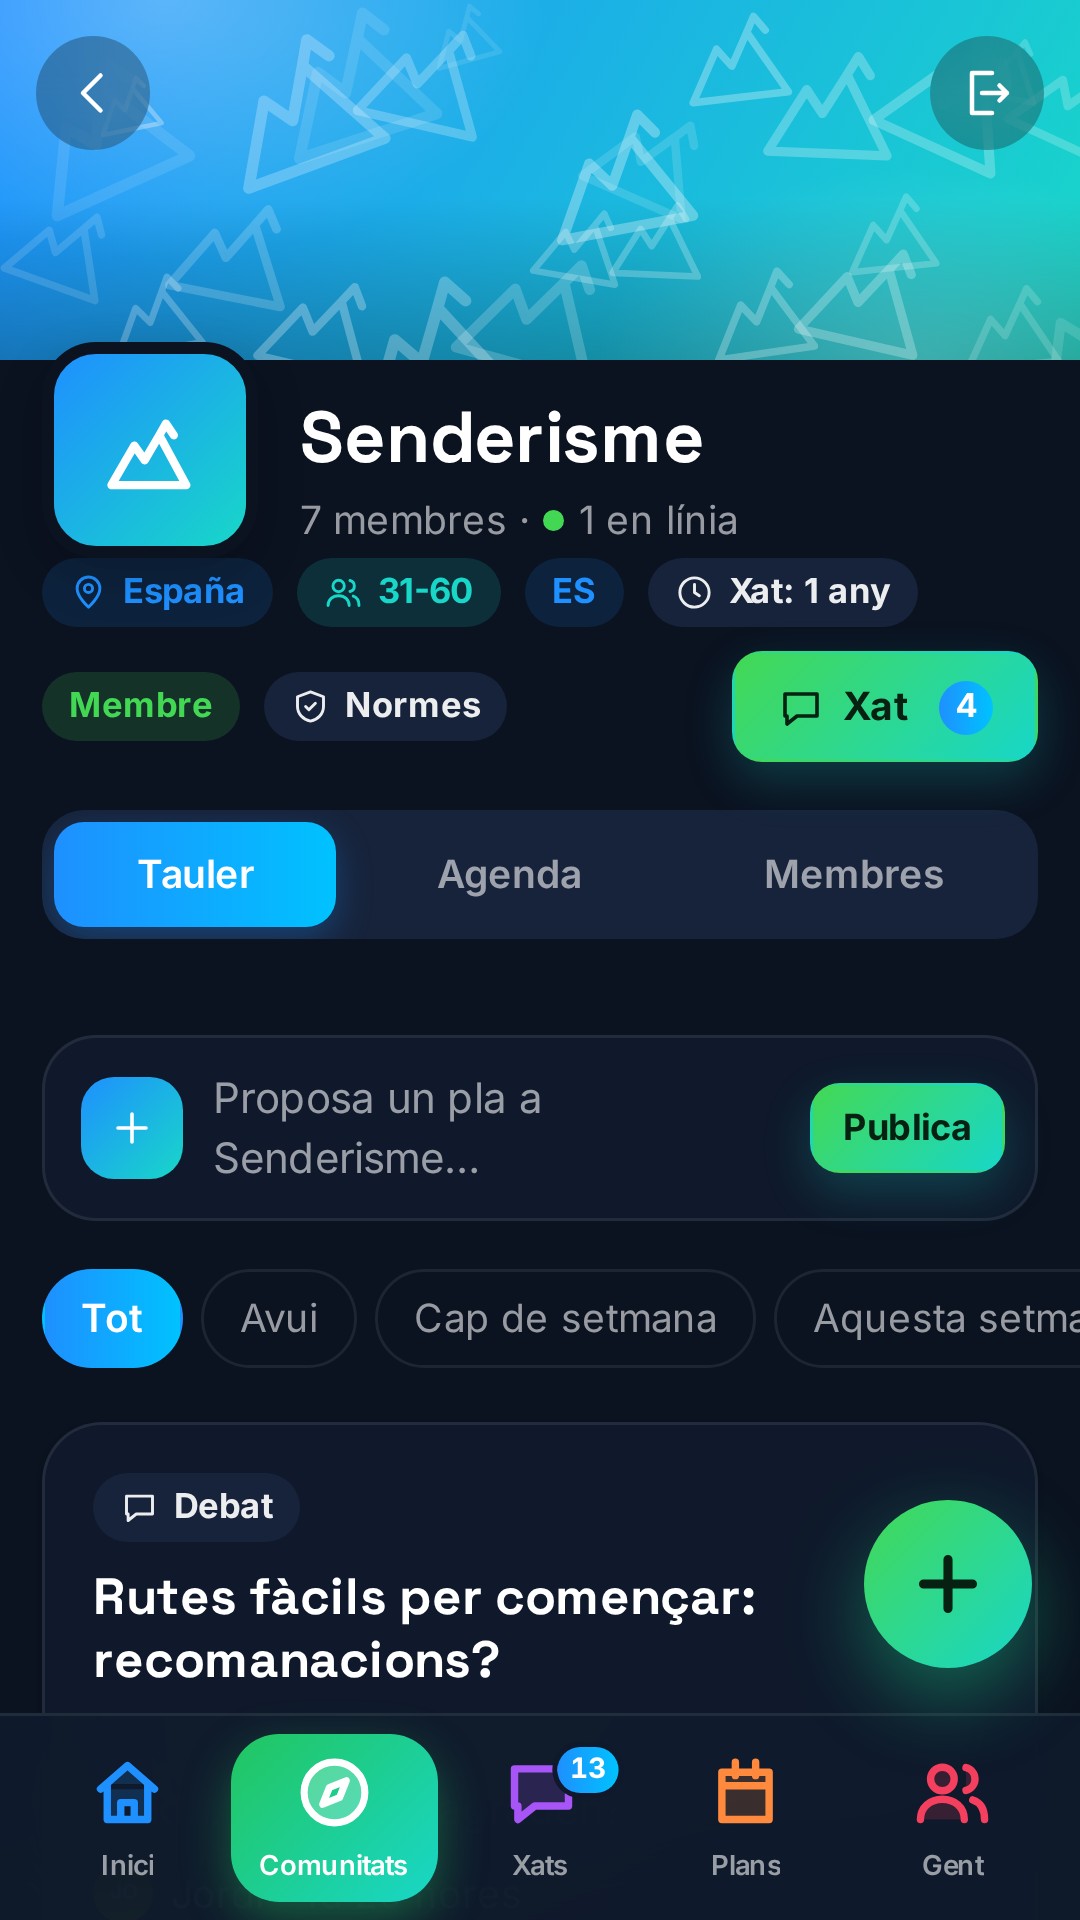 Senderisme
7 membres · 1 en línia
España
31-60
ES
Xat: 1 any
Membre
Normes
Xat 4
Tauler
Agenda
Membres
Proposa un pla a
Senderisme...
Publica
Tot
Avui
Cap de setmana
Aquesta setma
Debat
Rutes fàcils per començar:
recomanacions?
13
Inici
Comunitats
Xats
Plans
Gent